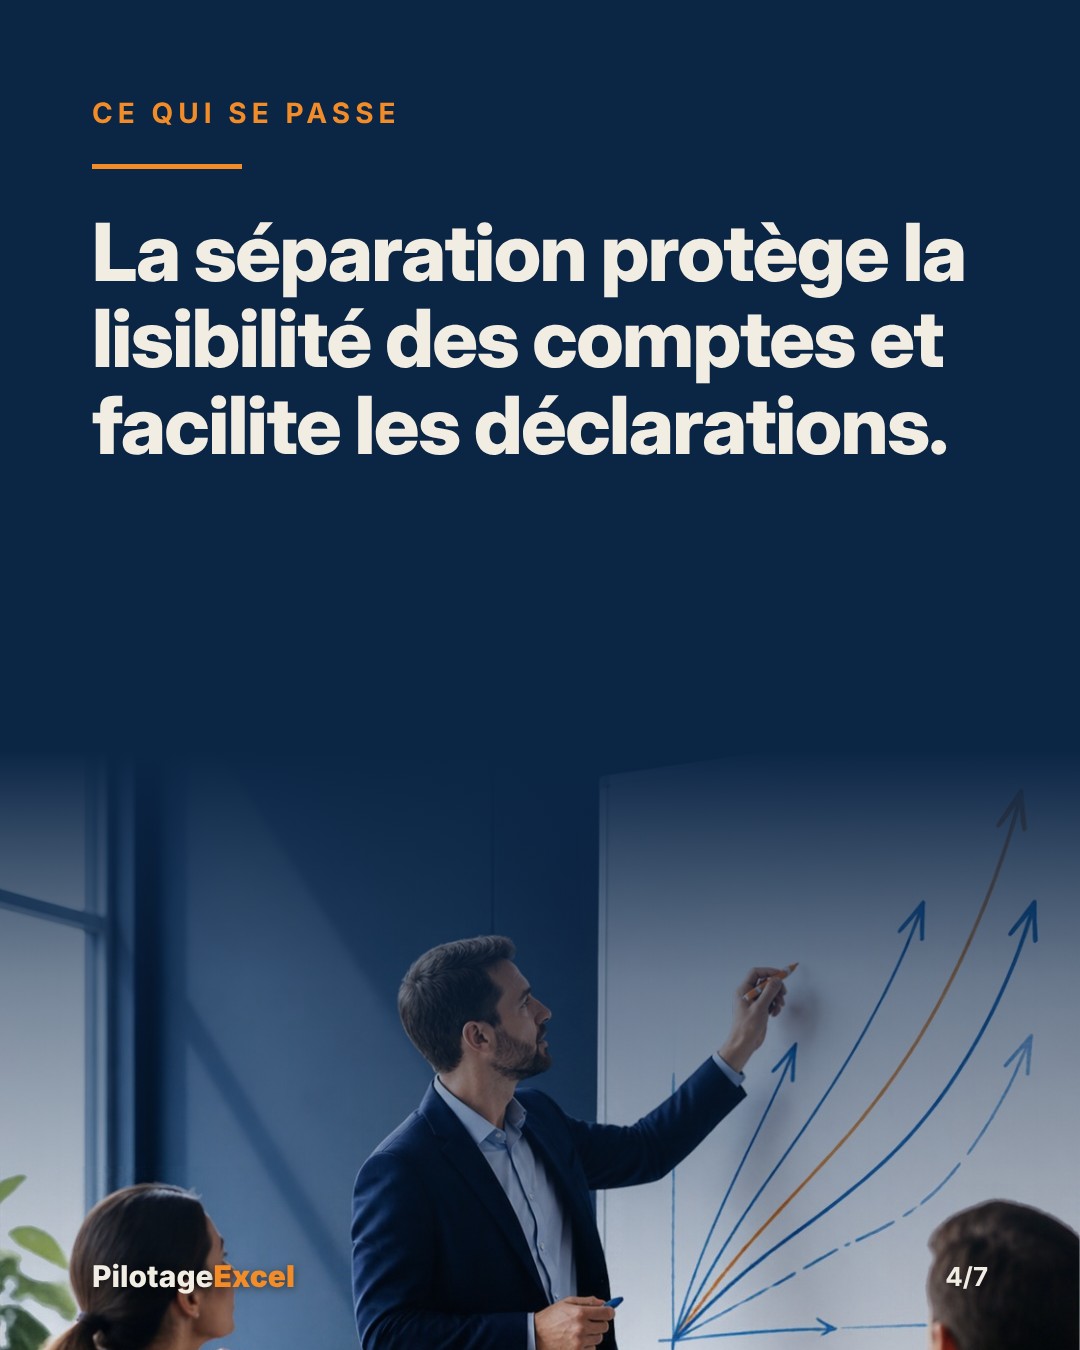 CE QUI SE PASSE
La séparation protège la
lisibilité des comptes et
facilite les déclarations.
PilotageExcel
4/7